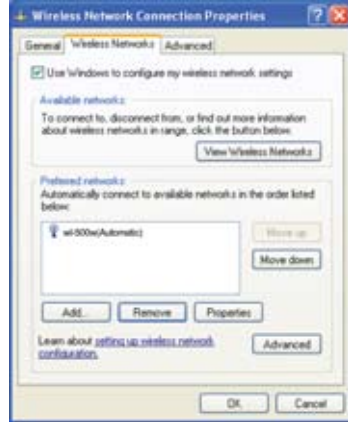 Wireless Network Connection Properties
General Wireless Networks Advanced
Use Windows to configure my wireless network settings
Available networks:
To connect to, disconnect from, or find out more information
about wireless networks in range, click the button below.
View Wireless Networks
Preferred networks:
Automatically connect to available networks in the order listed
below:
wl-500w(Automatic)
Move up
Move down
Add... Remove Properties
Learn about setting up wireless network
configuration.
Advanced
OK Cancel